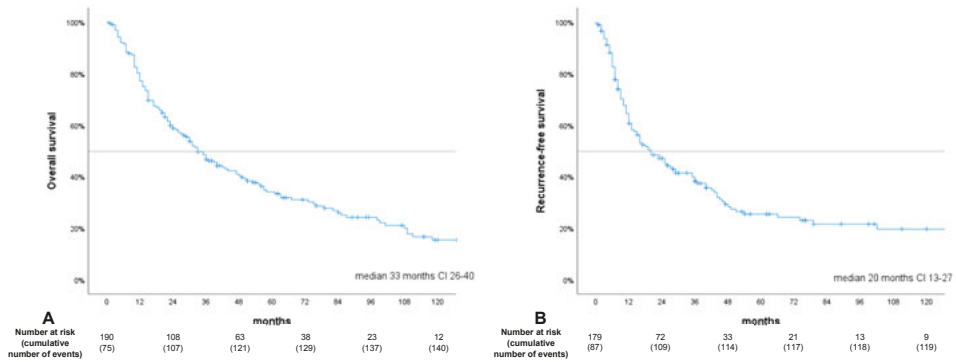 100%
80%
60%
40%
20%
0%
Overall survival
median 33 months CI 26-40
0 12 24 36 48 60 72 84 96 108 120
months
A
Number at risk
(cumulative
number of events)
190 108 63 38 23 12
(75) (107) (121) (129) (137) (140)
100%
80%
60%
40%
20%
0%
Recurrence-free survival
median 20 months CI 13-27
0 12 24 36 48 60 72 84 96 108 120
months
B
Number at risk
(cumulative
number of events)
179 72 33 21 13 9
(87) (109) (114) (117) (118) (119)